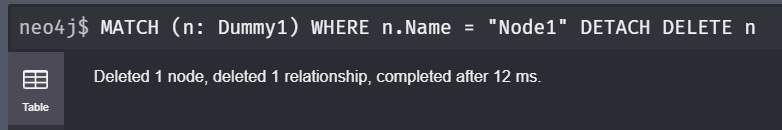 neo4j$ MATCH (n: Dummy1) WHERE n.Name = "Node1" DETACH DELETE n
Deleted 1 node, deleted 1 relationship, completed after 12 ms.
Table